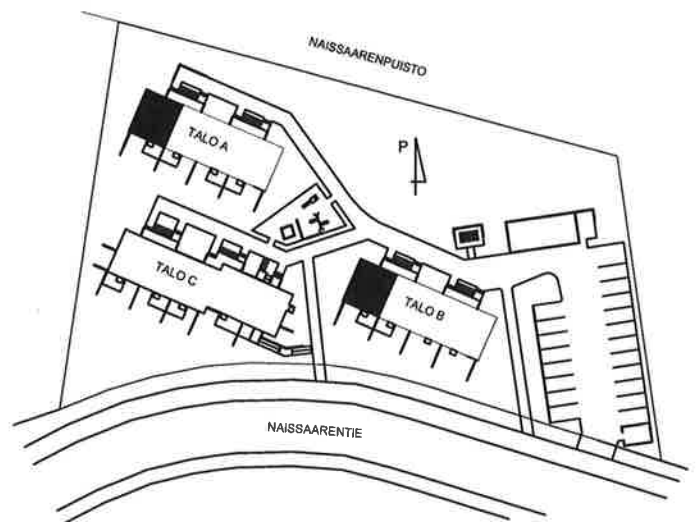 NAISSAARENPUISTO
TALO A
P
TALO C
TALO B
NAISSAARENTIE